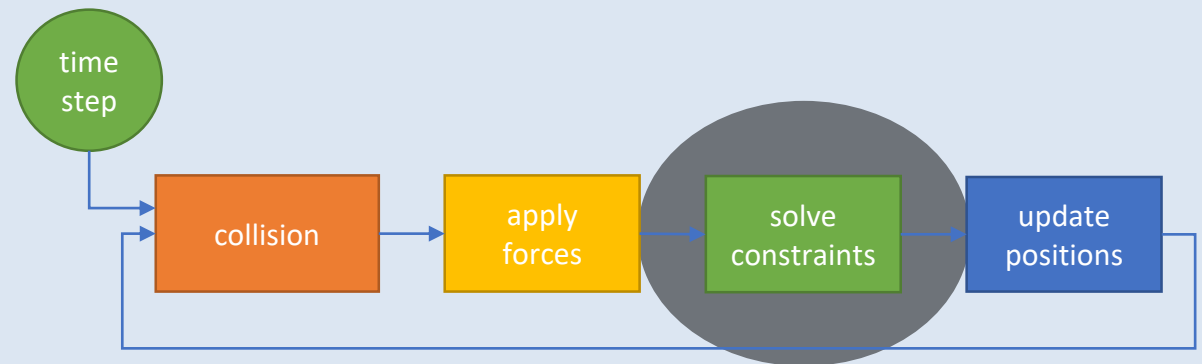 time
step
collision
apply
forces
solve
constraints
update
positions